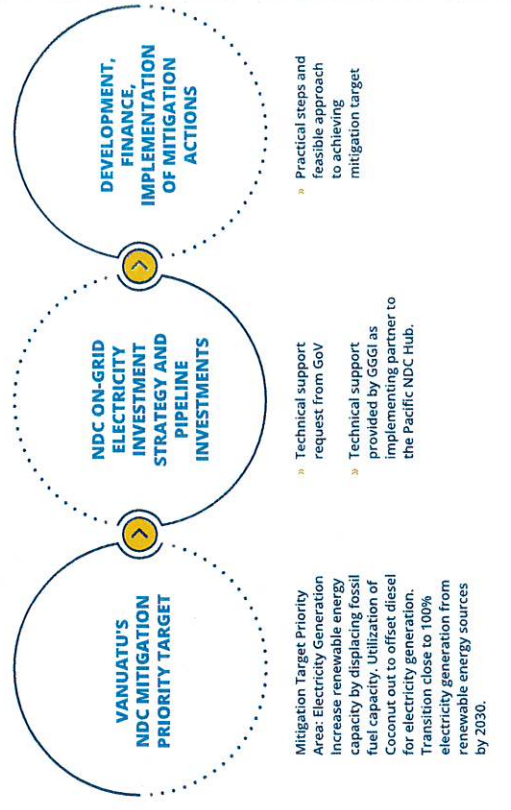 VANUATU'S
NDC MITIGATION
PRIORITY TARGET
Mitigation Target Priority
Area: Electricity Generation
Increase renewable energy
capacity by displacing fossil
fuel capacity. Utilization of
Coconut out to offset diesel
for electricity generation.
Transition close to 100%
electricity generation from
renewable energy sources
by 2030.
NDC ON-GRID
ELECTRICITY
INVESTMENT
STRATEGY AND
PIPELINE
INVESTMENTS
» Technical support
request from GoV
» Technical support
provided by GGGI as
implementing partner to
the Pacific NDC Hub.
DEVELOPMENT,
FINANCE,
IMPLEMENTATION
OF MITIGATION
ACTIONS
» Practical steps and
feasible approach
to achieving
mitigation target